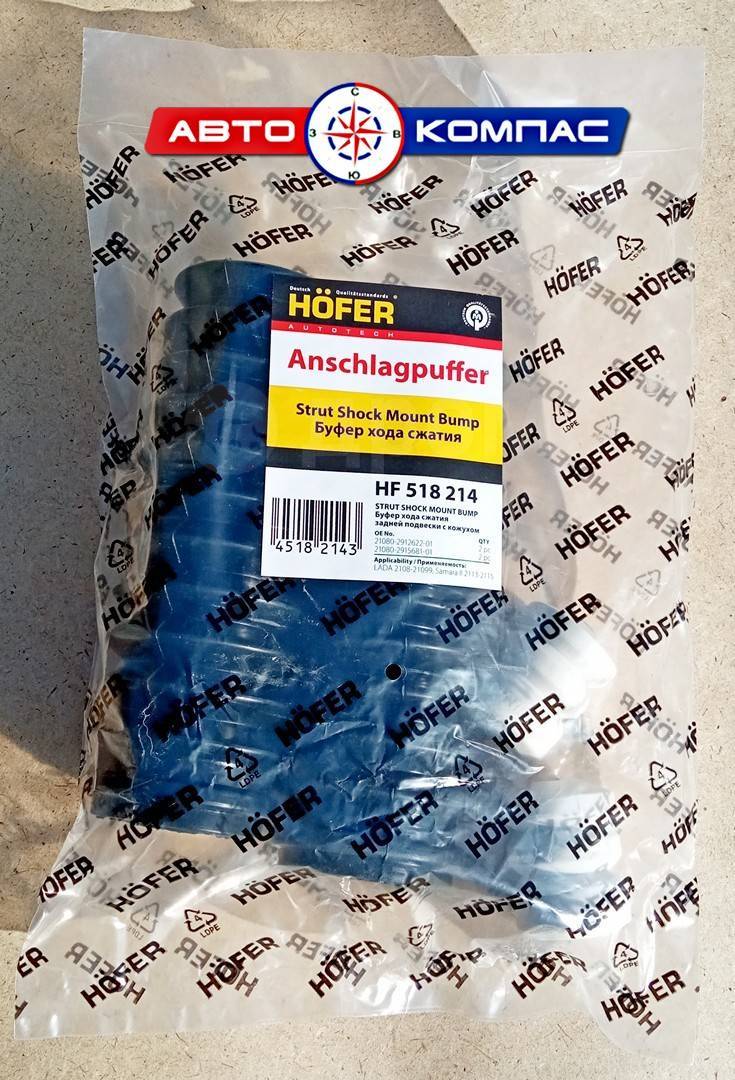 АВТО КОМПАС
С
З В
Ю
Deutsch Qualitätsstandards
HÖFER®
AUTOTECH
Anschlagpuffer
Strut Shock Mount Bump
Буфер хода сжатия
HF 518 214
STRUT SHOCK MOUNT BUMP
Буфер хода сжатия
задней подвески с кожухом
OE No. QTY
21080-2912622-01 2 pc
21080-2915681-01 2 pc
Applicability / Применяемость:
LADA 2108-21099, Samara II 2113-2115
4518 2143
HÖFER
4
LDPE